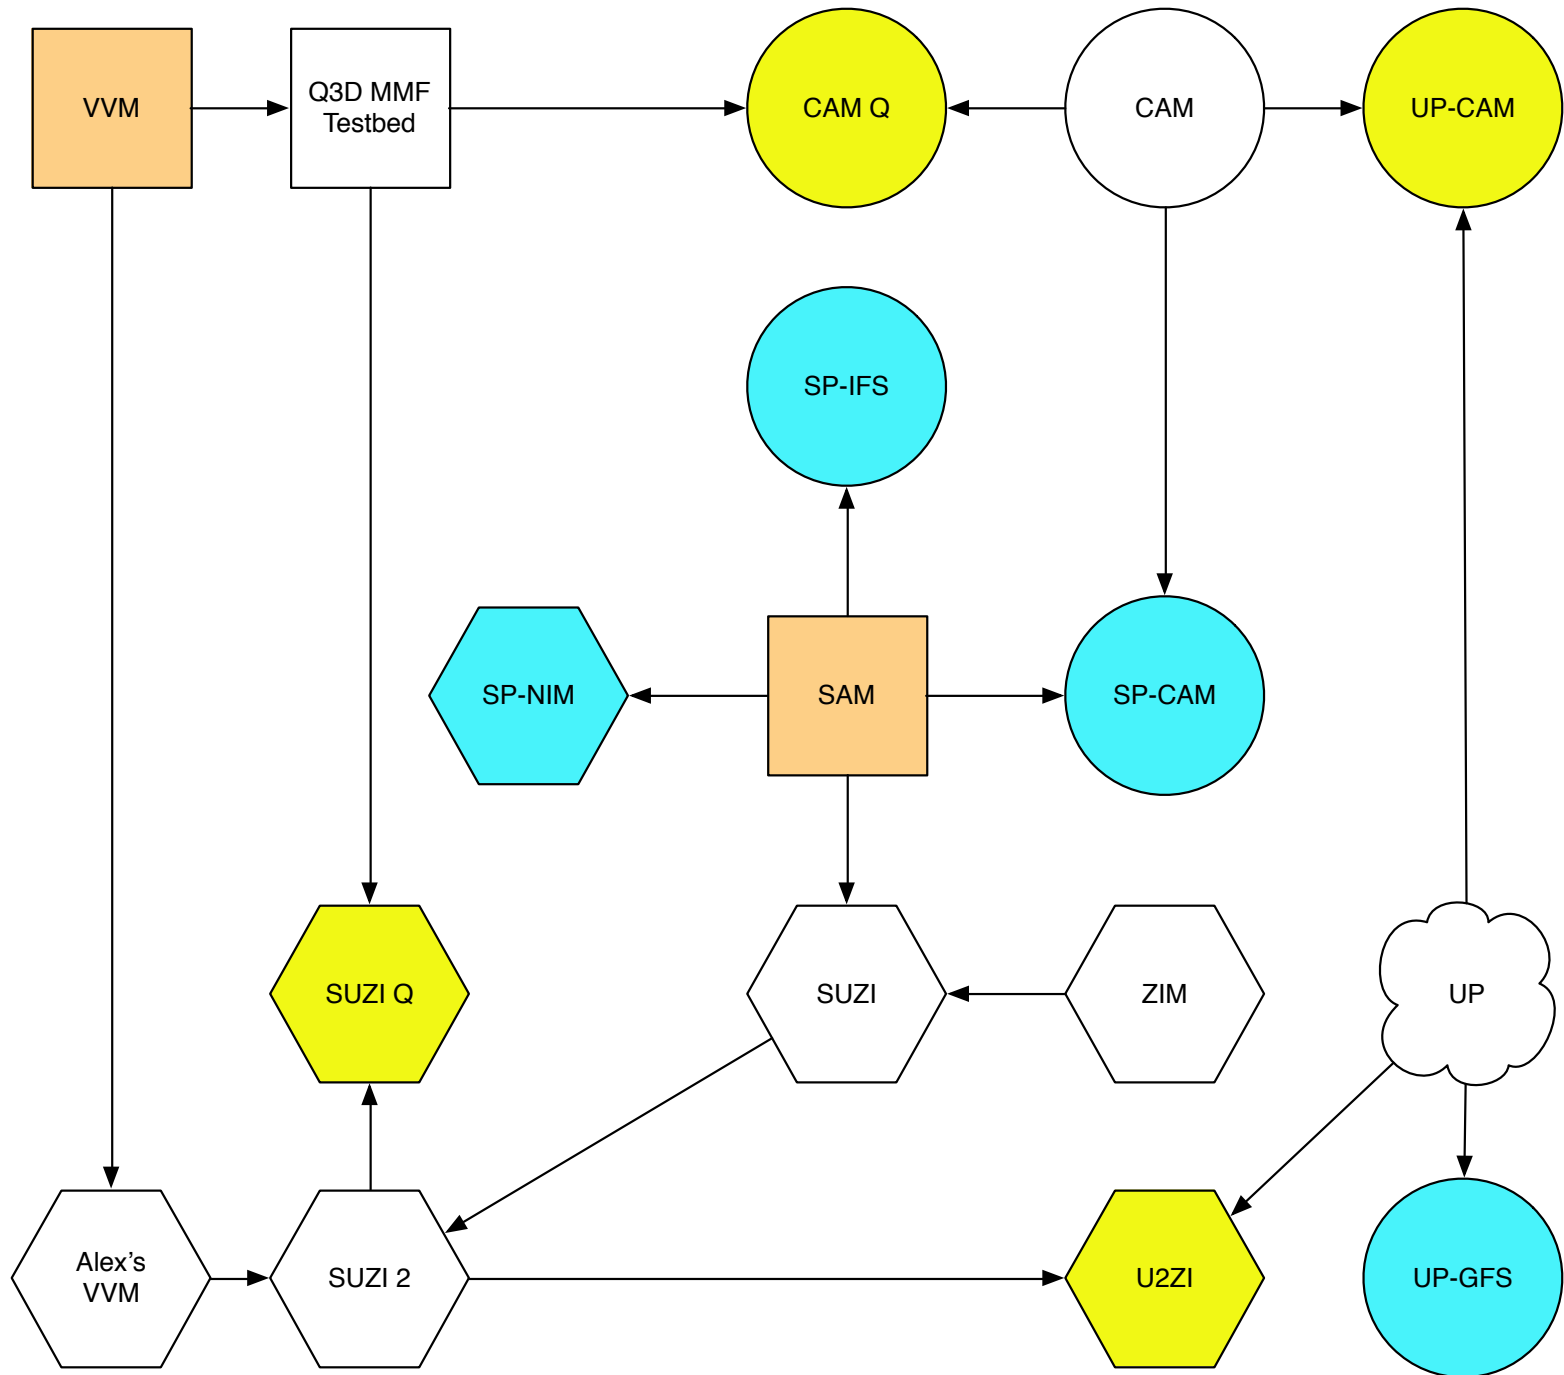 VVM
Q3D MMF
Testbed
CAM Q
CAM
UP-CAM
SP-IFS
SP-NIM
SAM
SP-CAM
SUZI Q
SUZI
ZIM
UP
Alex’s
VVM
SUZI 2
U2ZI
UP-GFS